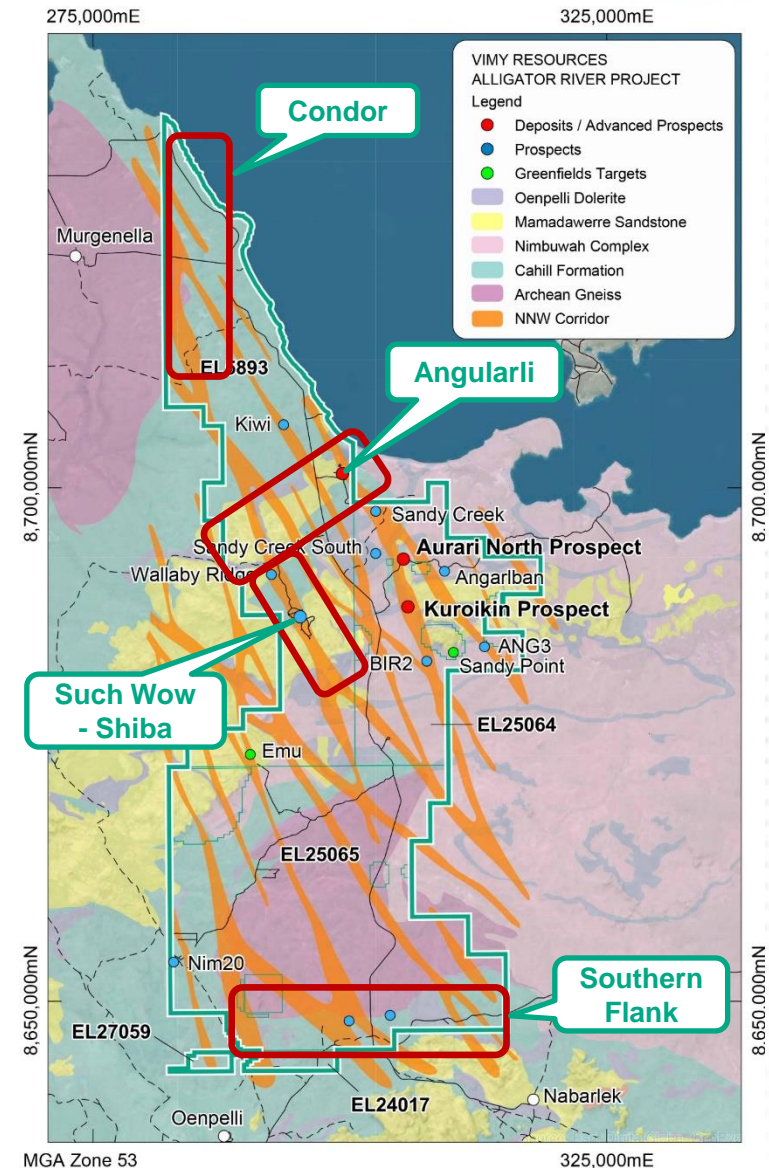 275,000mE
325,000mE
VIMY RESOURCES
ALLIGATOR RIVER PROJECT
Legend
Deposits / Advanced Prospects
Prospects
Greenfields Targets
Oenpelli Dolerite
Mamadawerre Sandstone
Nimbuwah Complex
Cahill Formation
Archean Gneiss
NNW Corridor
Condor
Murgenella
EL5893
Angularli
Kiwi
8,700,000mN
8,700,000mN
Sandy Creek
Sandy Creek South
Aurari North Prospect
Wallaby Ridge
Angarlban
Kuroikin Prospect
ANG3
BIR2
Sandy Point
Such Wow
- Shiba
EL25064
Emu
EL25065
Nim20
8,650,000mN
8,650,000mN
Southern
Flank
EL27059
EL24017
Nabarlek
Oenpelli
MGA Zone 53
325,000mE